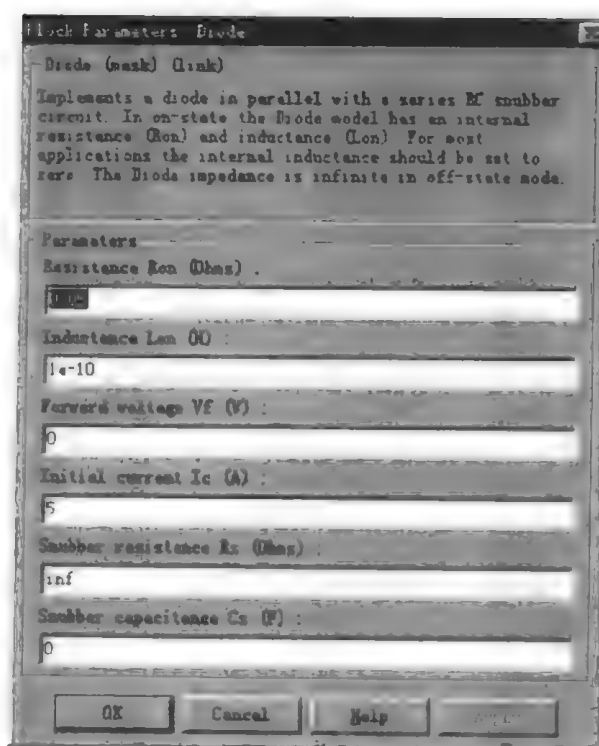 Block Parameters: Diode
Diode (mask) (link)
Implements a diode in parallel with a series RC snubber
circuit. In on-state the Diode model has an internal
resistance (Ron) and inductance (Lon) For most
applications the internal inductance should be set to
zero The Diode impedance is infinite in off-state mode.
Parameters
Resistance Ron (Ohms) :
Inductance Lon (H) :
1e-10
Forward voltage Vf (V) :
0
Initial current Ic (A) :
5
Snubber resistance Rs (Ohms) :
inf
Snubber capacitance Cs (F) :
0
OK
Cancel
Help
Apply